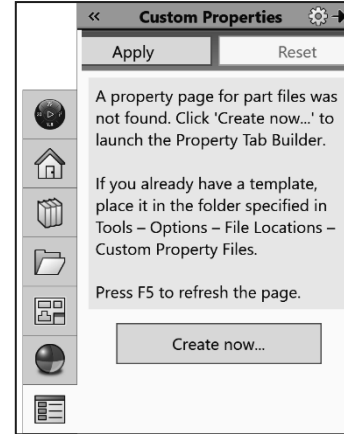 « Custom Properties
Apply Reset
A property page for part files was
not found. Click 'Create now...' to
launch the Property Tab Builder.
If you already have a template,
place it in the folder specified in
Tools – Options – File Locations –
Custom Property Files.
Press F5 to refresh the page.
Create now...